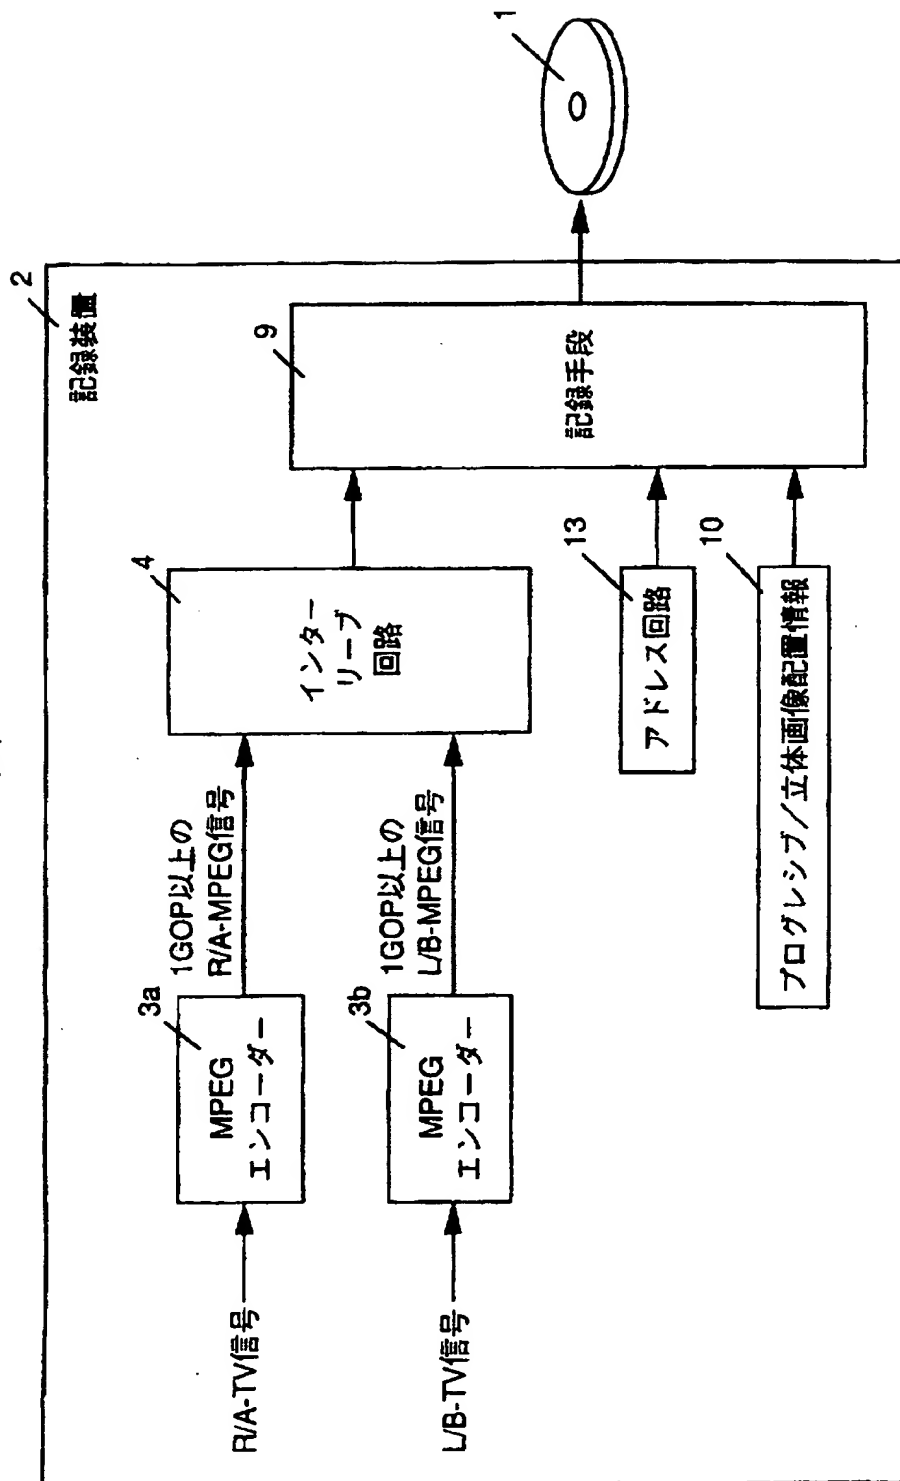 2
記録装置
R/A-TV信号
3a
MPEG
エンコーダー
1GOP以上の
R/A-MPEG信号
L/B-TV信号
3b
MPEG
エンコーダー
1GOP以上の
L/B-MPEG信号
4
インター
リーブ
回路
9
記録手段
13
アドレス回路
10
プログレシブ/立体画像配置情報
1